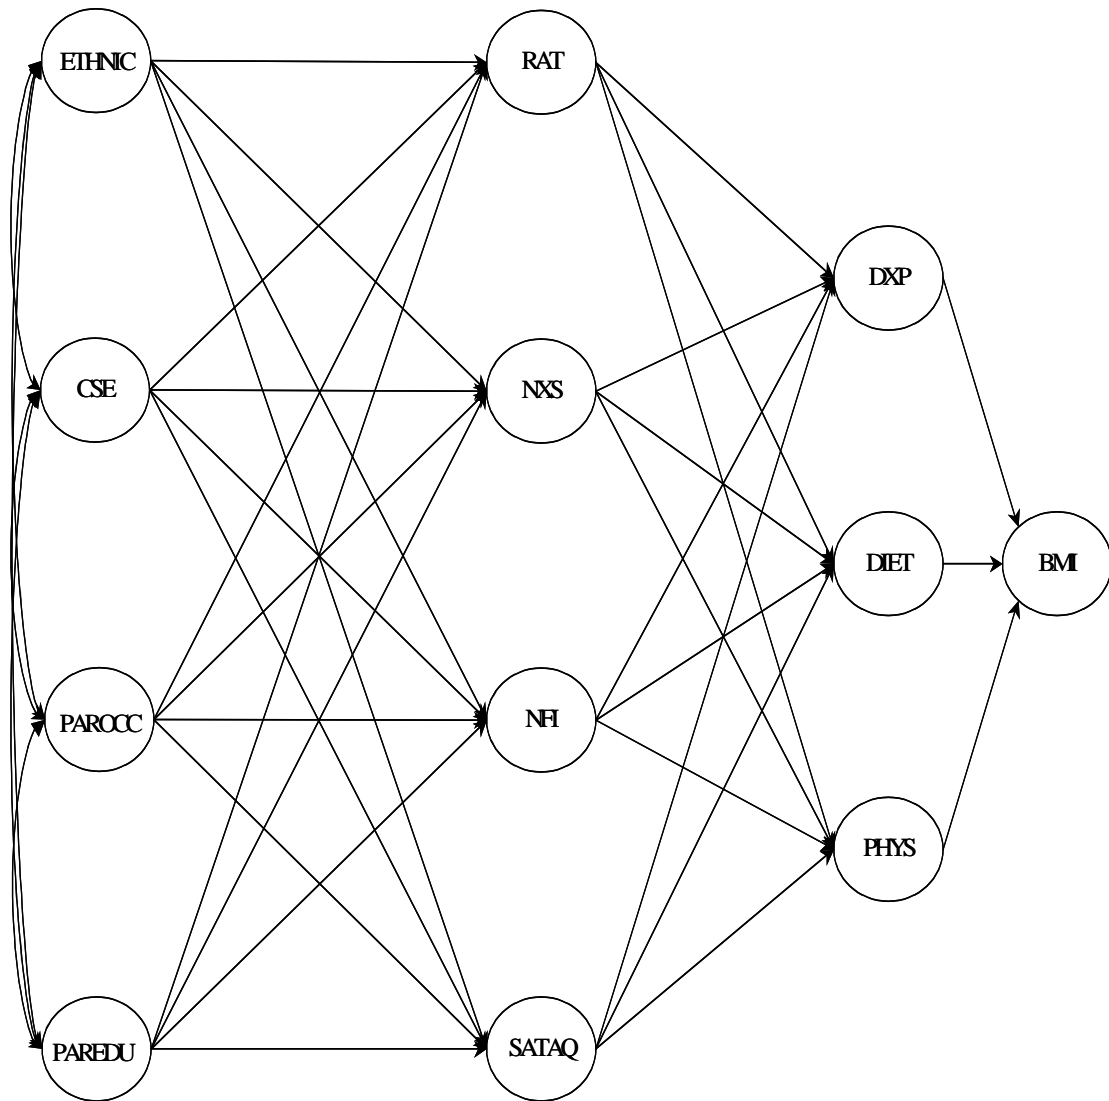 ETHNIC
RAT
DXP
CSE
NXS
DIET
BMI
PAROCC
NFI
PHYS
PAREDU
SATAQ